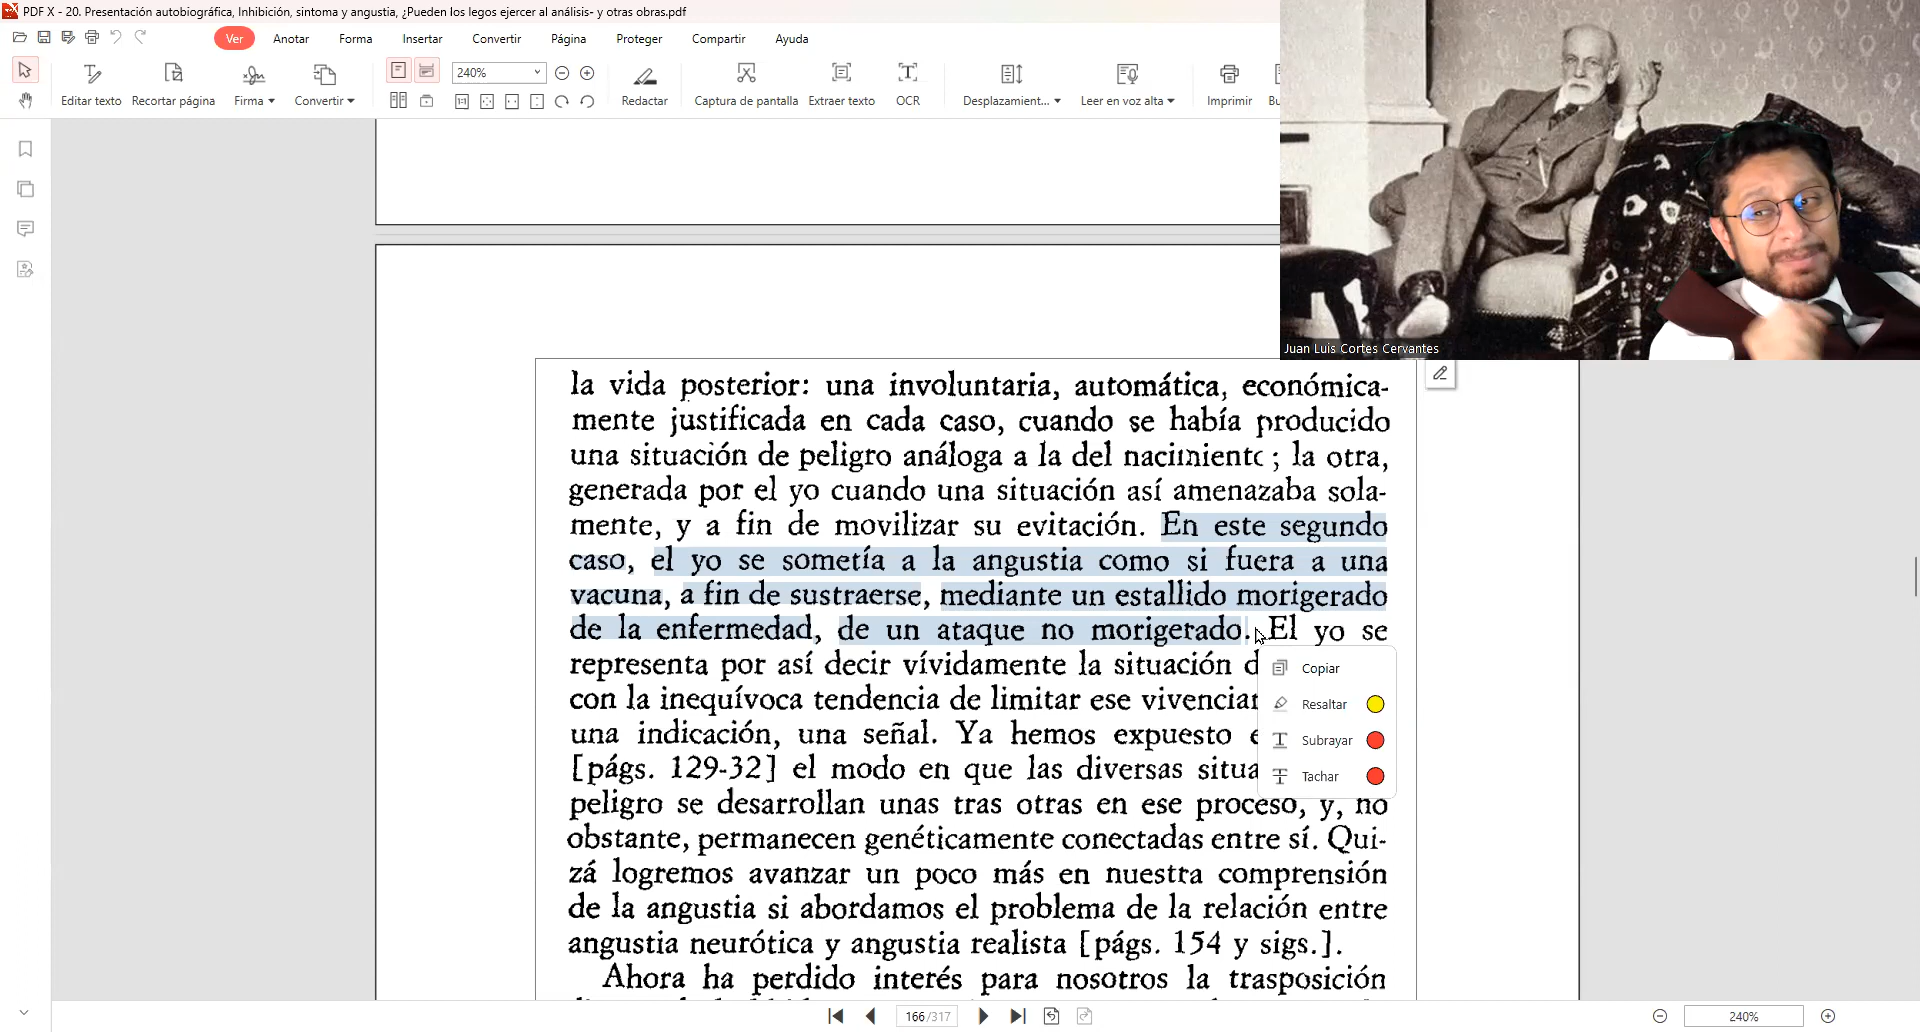 PDF X - 20. Presentación autobiográfica, Inhibición, sintoma y angustia, ¿Pueden los legos ejercer al análisis- y otras obras.pdf
Ver Anotar Forma Insertar Convertir Página Proteger Compartir Ayuda
240%
Editar texto Recortar página Firma Convertir Redactar Captura de pantalla Extraer texto OCR Desplazamient... Leer en voz alta Imprimir Bu
Juan Luis Cortes Cervantes
la vida posterior: una involuntaria, automática, económica-
mente justificada en cada caso, cuando se había producido
una situación de peligro análoga a la del nacimiento; la otra,
generada por el yo cuando una situación así amenazaba sola-
mente, y a fin de movilizar su evitación. En este segundo
caso, el yo se sometía a la angustia como si fuera a una
vacuna, a fin de sustraerse, mediante un estallido morigerado
de la enfermedad, de un ataque no morigerado. El yo se
representa por así decir vívidamente la situación d
con la inequívoca tendencia de limitar ese vivenciar
una indicación, una señal. Ya hemos expuesto e
[págs. 129-32] el modo en que las diversas situa
peligro se desarrollan unas tras otras en ese proceso, y, no
obstante, permanecen genéticamente conectadas entre sí. Qui-
zá logremos avanzar un poco más en nuestra comprensión
de la angustia si abordamos el problema de la relación entre
angustia neurótica y angustia realista [págs. 154 y sigs.].
Ahora ha perdido interés para nosotros la trasposición
Copiar
Resaltar
Subrayar
Tachar
166/317
240%